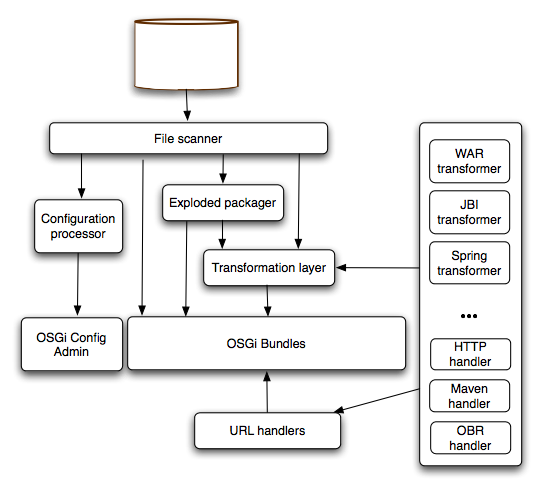 File scanner
WAR
transformer
Exploded packager
JBI
transformer
Configuration
processor
Transformation layer
Spring
transformer
...
OSGi Config
Admin
OSGi Bundles
HTTP
handler
Maven
handler
URL handlers
OBR
handler